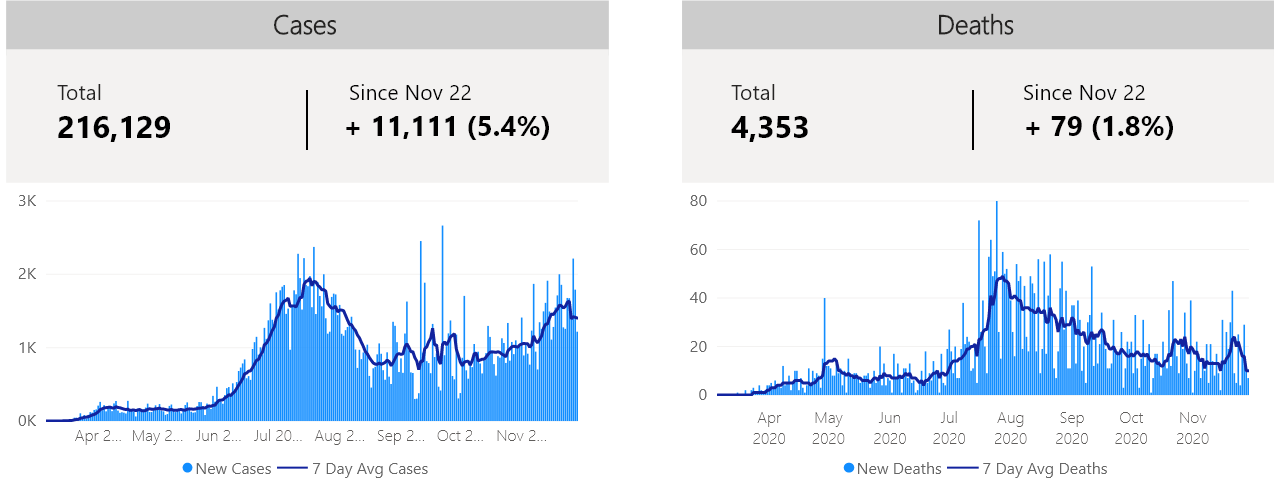 Cases
Total
216,129
Since Nov 22
+ 11,111 (5.4%)
3K
2K
1K
0K
Apr 2... May 2... Jun 2... Jul 20... Aug 2... Sep 2... Oct 2... Nov 2...
New Cases 7 Day Avg Cases
Deaths
Total
4,353
Since Nov 22
+ 79 (1.8%)
80
60
40
20
0
Apr May Jun Jul Aug Sep Oct Nov
2020 2020 2020 2020 2020 2020 2020 2020
New Deaths 7 Day Avg Deaths